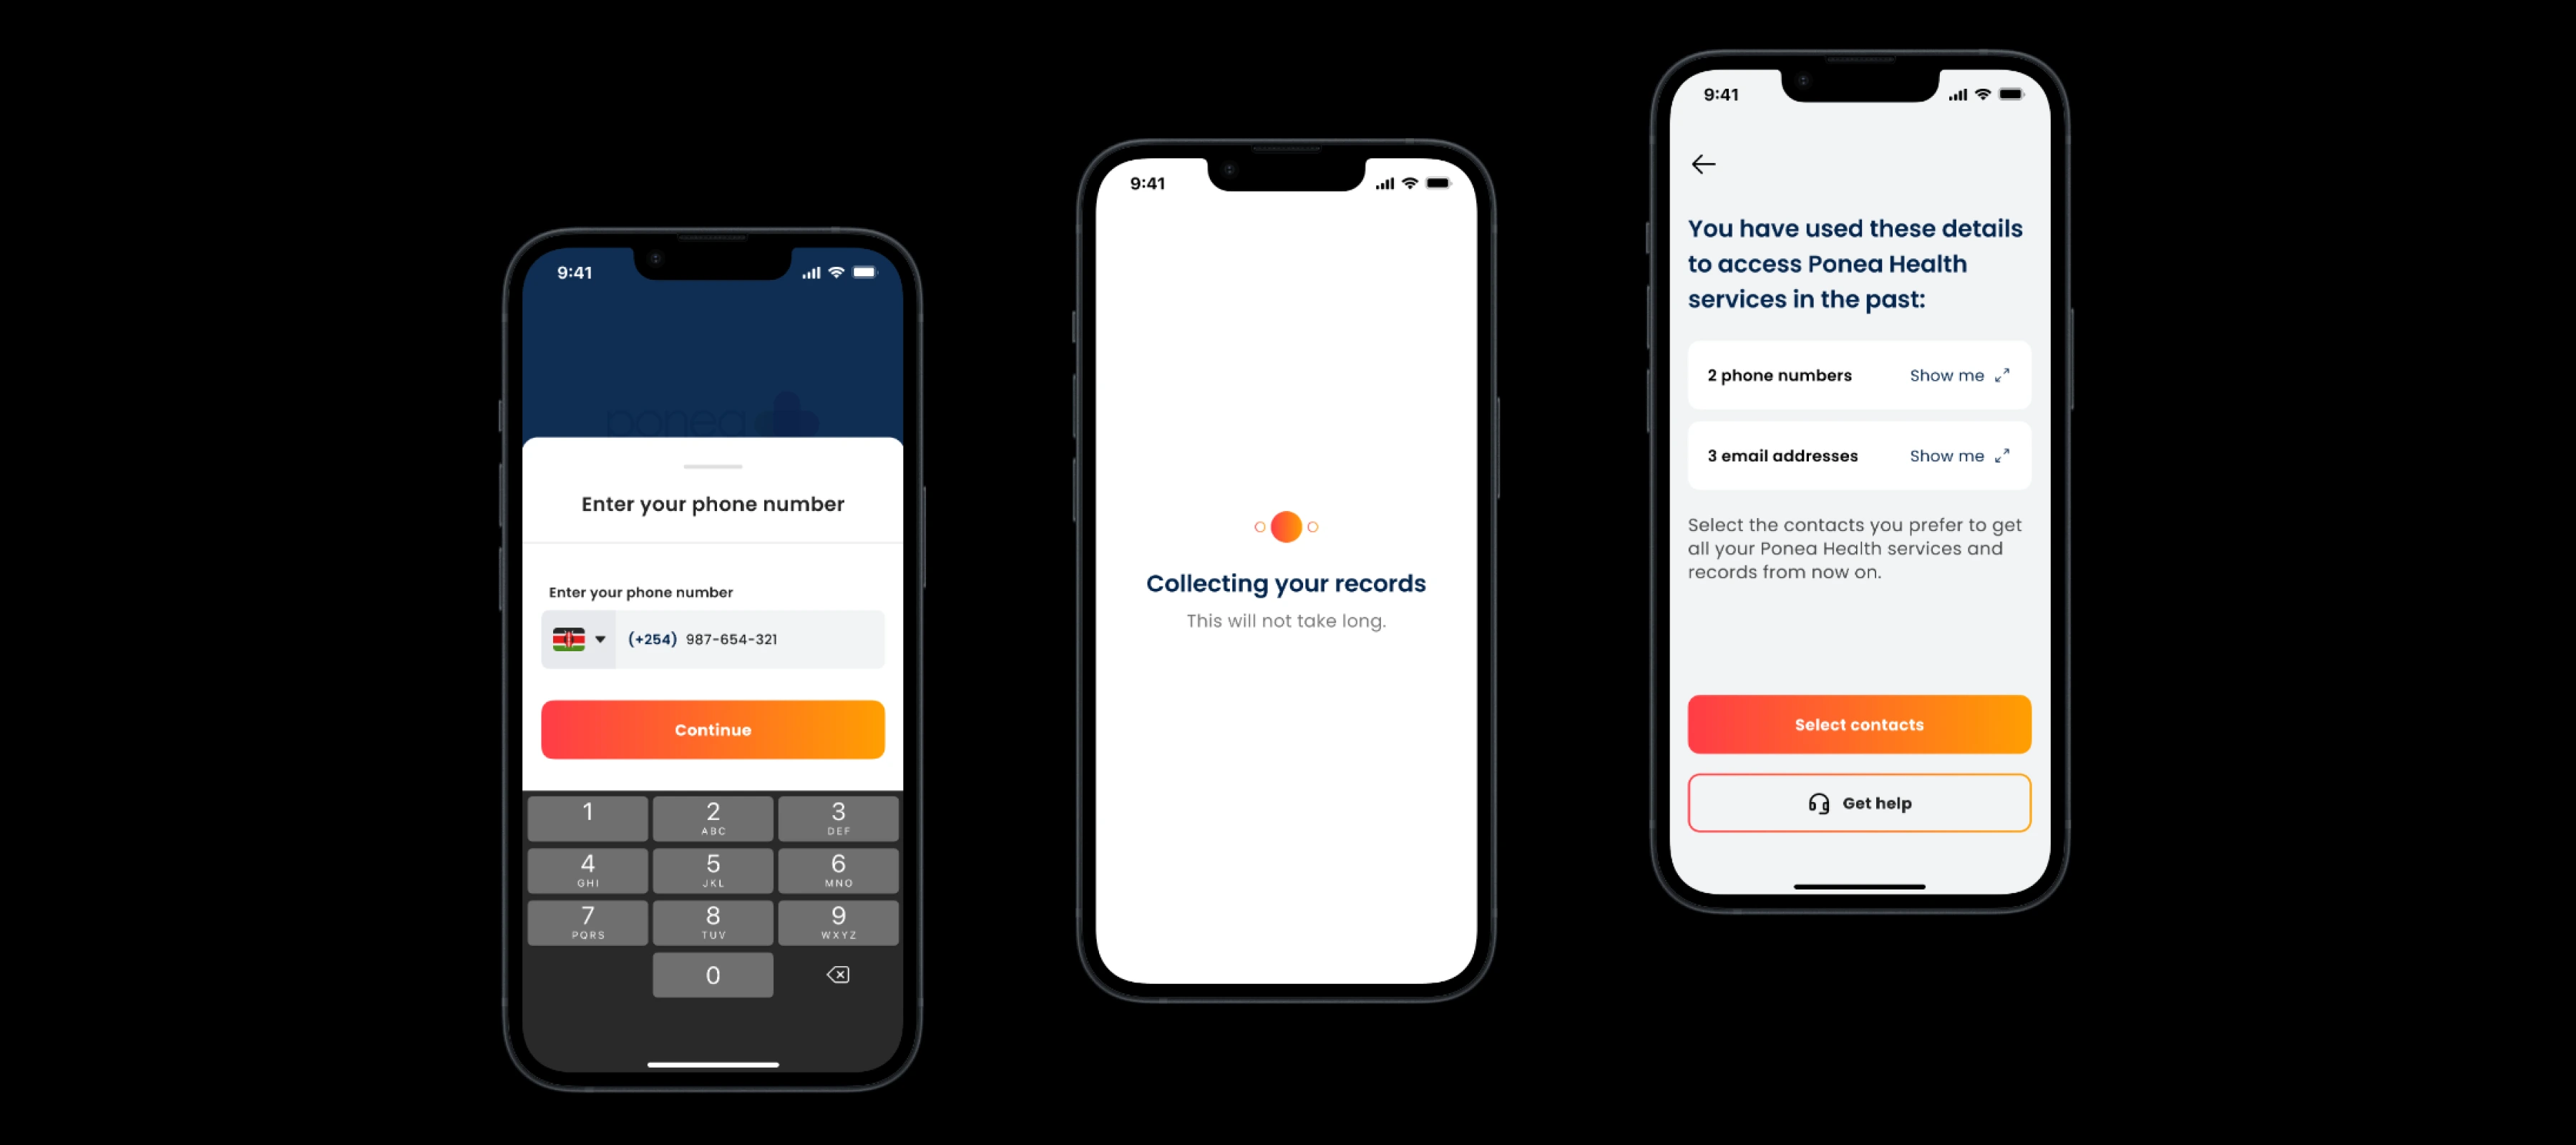 9:41
ponea
Enter your phone number
Enter your phone number
(+254) 987-654-321
Continue
1
2
ABC
3
DEF
4
GHI
5
JKL
6
MNO
7
PQRS
8
TUV
9
WXYZ
0
9:41
Collecting your records
This will not take long.
9:41
You have used these details
to access Ponea Health
services in the past:
2 phone numbers Show me
3 email addresses Show me
Select the contacts you prefer to get
all your Ponea Health services and
records from now on.
Select contacts
Get help